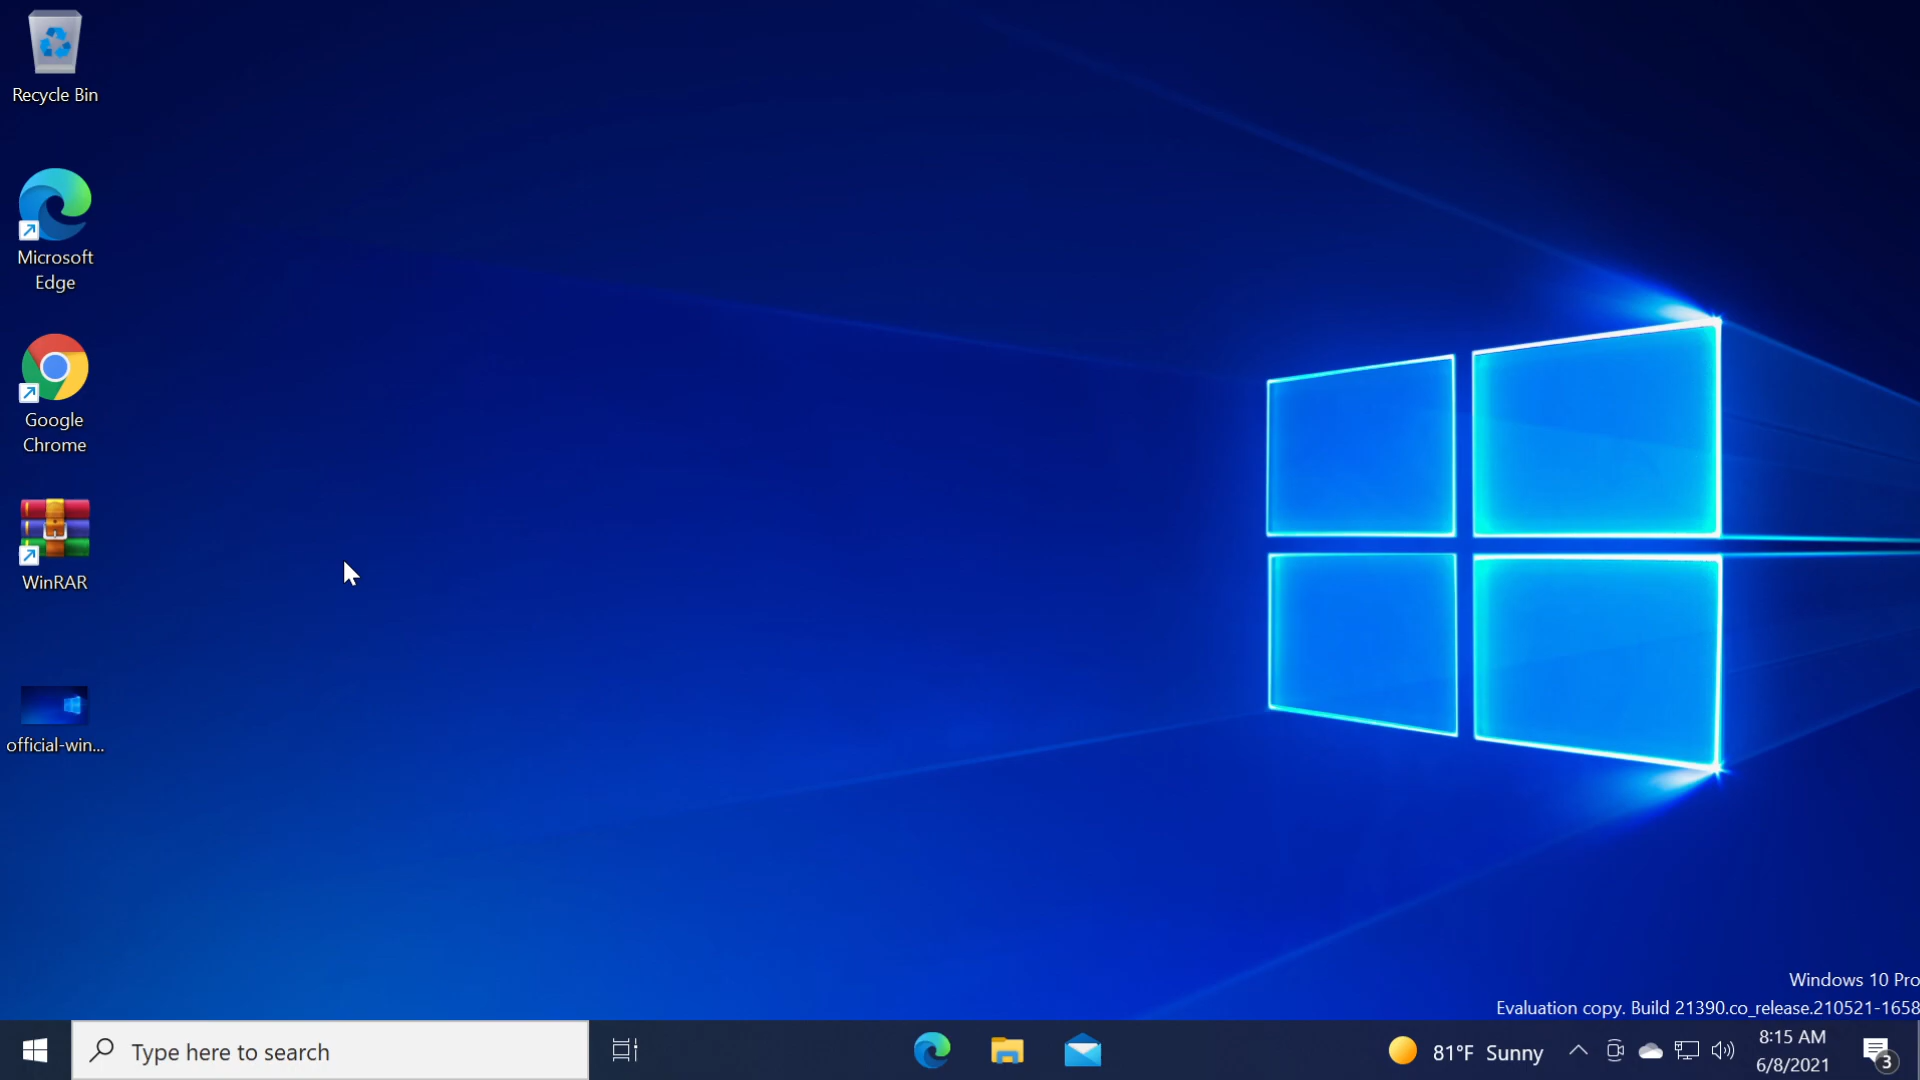 Recycle Bin
Microsoft
Edge
Google
Chrome
WinRAR
official-win...
Windows 10 Pro
Evaluation copy. Build 21390.co_release.210521-1658
Type here to search
81°F Sunny
8:15 AM
6/8/2021
3